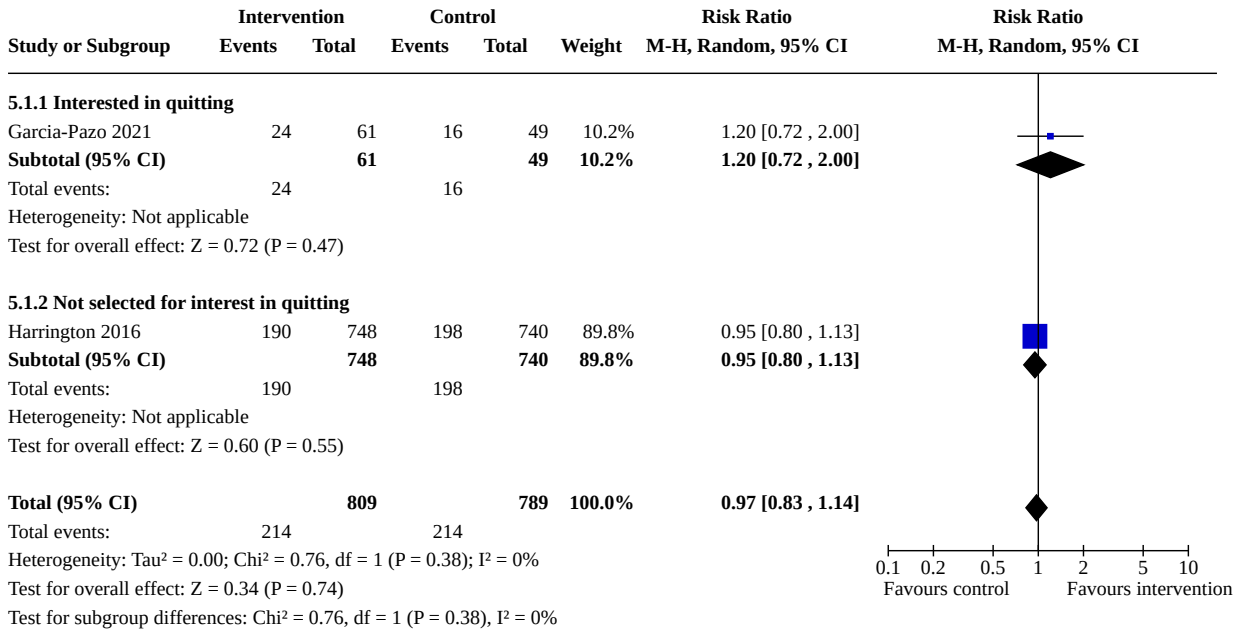 Intervention Control Risk Ratio Risk Ratio
Study or Subgroup Events Total Events Total Weight M-H, Random, 95% CI M-H, Random, 95% CI
5.1.1 Interested in quitting
Garcia-Pazo 2021 24 61 16 49 10.2% 1.20 [0.72 , 2.00]
Subtotal (95% CI) 61 49 10.2% 1.20 [0.72 , 2.00]
Total events: 24 16
Heterogeneity: Not applicable
Test for overall effect: Z = 0.72 (P = 0.47)
5.1.2 Not selected for interest in quitting
Harrington 2016 190 748 198 740 89.8% 0.95 [0.80 , 1.13]
Subtotal (95% CI) 748 740 89.8% 0.95 [0.80 , 1.13]
Total events: 190 198
Heterogeneity: Not applicable
Test for overall effect: Z = 0.60 (P = 0.55)
Total (95% CI) 809 789 100.0% 0.97 [0.83 , 1.14]
Total events: 214 214
Heterogeneity: Tau² = 0.00; Chi² = 0.76, df = 1 (P = 0.38); I² = 0%
Test for overall effect: Z = 0.34 (P = 0.74)
Test for subgroup differences: Chi² = 0.76, df = 1 (P = 0.38), I² = 0%
0.1 0.2 0.5 1 2 5 10
Favours control Favours intervention